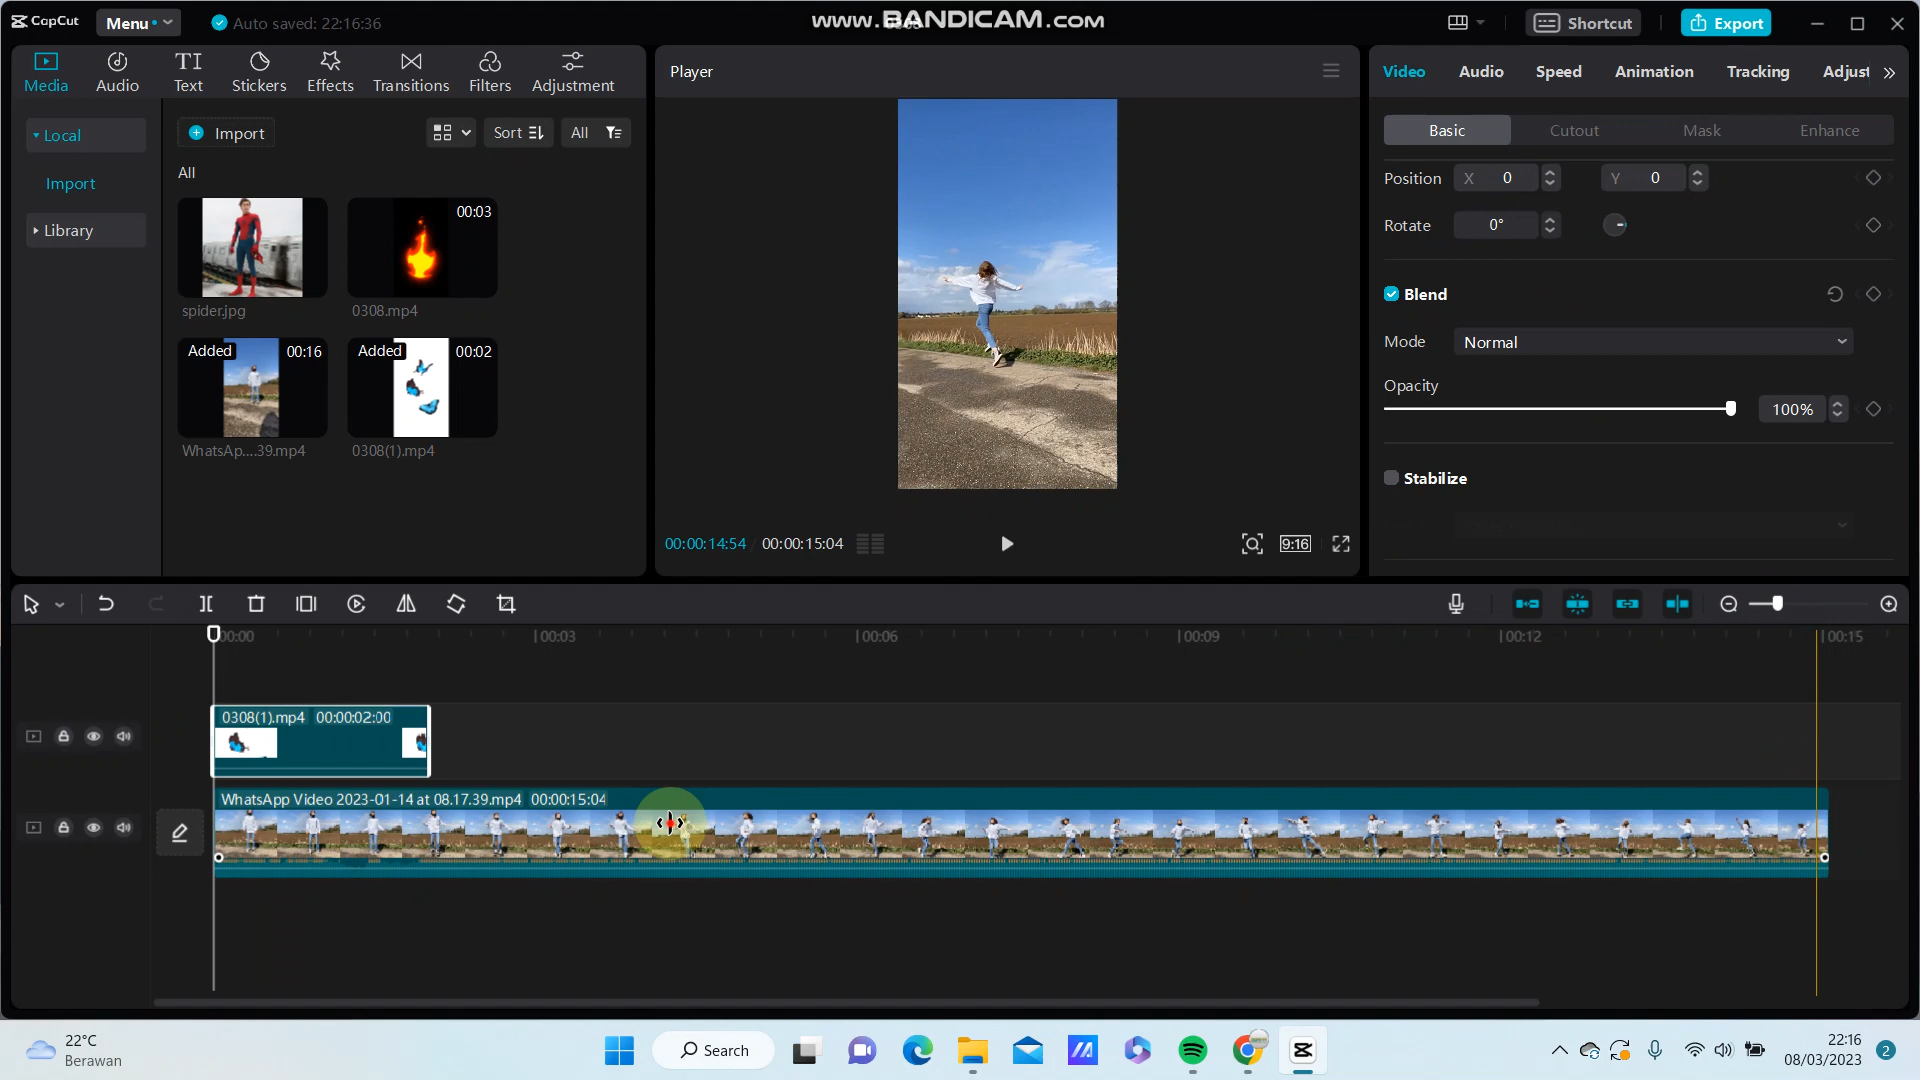 CapCut Menu Auto saved: 22:16:36 www.BANDICAM.com Shortcut Export
Media Audio Text Stickers Effects Transitions Filters Adjustment
Local
Import
Library
Import Sort All
All
00:03
spider.jpg 0308.mp4
Added 00:16 Added 00:02
WhatsAp....39.mp4 0308(1).mp4
Player
00:00:14:54 00:00:15:04 9:16
Video Audio Speed Animation Tracking Adjust
Basic Cutout Mask Enhance
Position X 0 Y 0
Rotate 0°
Blend
Mode Normal
Opacity
100%
Stabilize
00:00 00:03 00:06 00:09 00:12 00:15
0308(1).mp4 00:00:02:00
WhatsApp Video 2023-01-14 at 08.17.39.mp4 00:00:15:04
22°C
Berawan
Search
22:16
08/03/2023 2